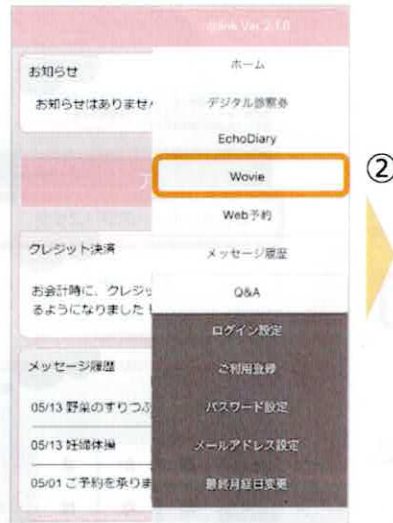 @link Ver 2.1.0
お知らせ
お知らせはありませ
クレジット決済
お会計時に、クレジッ
るようになりました
メッセージ履歴
05/13 野菜のすりつぶ
05/13 妊婦体操
05/01 ご予約を承りま
ホーム
デジタル診察券
EchoDiary
Wovie
Web予約
メッセージ履歴
Q&A
ログイン設定
ご利用登録
パスワード設定
メールアドレス設定
最終月経日変更
②